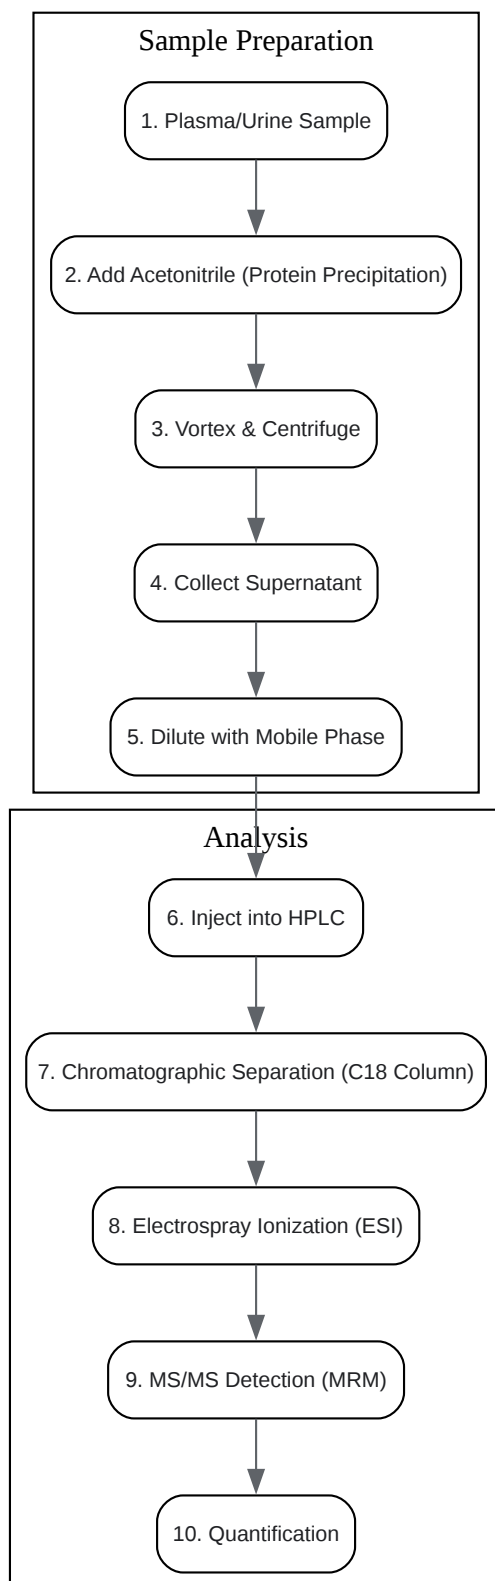 Sample Preparation
1. Plasma/Urine Sample
2. Add Acetonitrile (Protein Precipitation)
3. Vortex & Centrifuge
4. Collect Supernatant
5. Dilute with Mobile Phase
Analysis
6. Inject into HPLC
7. Chromatographic Separation (C18 Column)
8. Electrospray Ionization (ESI)
9. MS/MS Detection (MRM)
10. Quantification